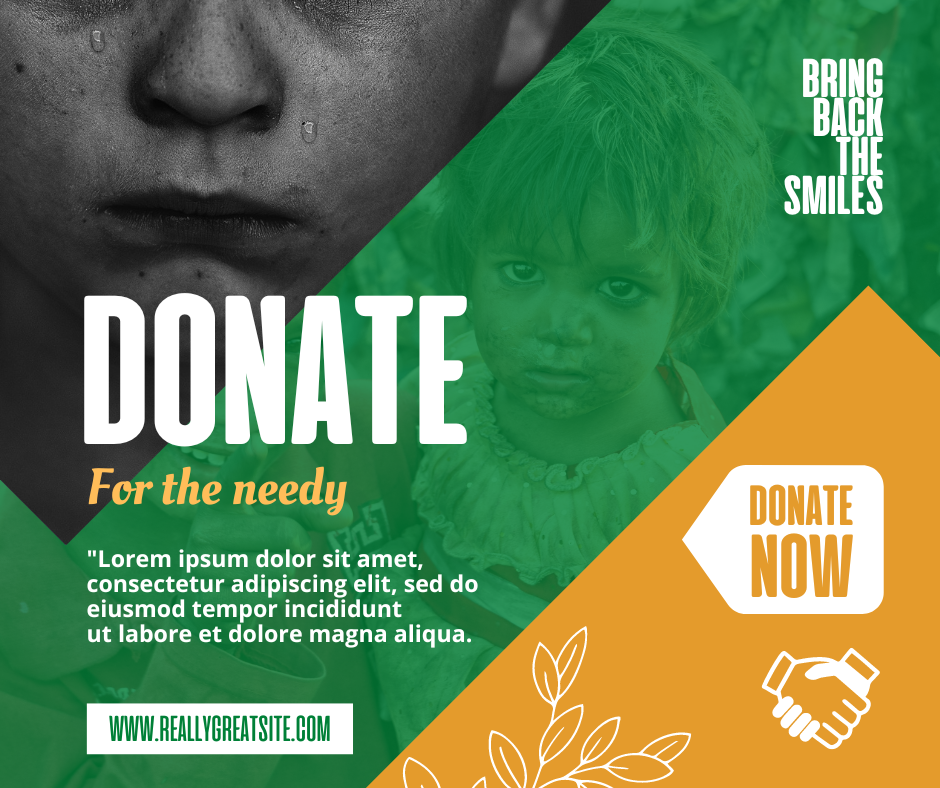 BRING
BACK
THE
SMILES
DONATE
For the needy
"Lorem ipsum dolor sit amet,
consectetur adipiscing elit, sed do
eiusmod tempor incididunt
ut labore et dolore magna aliqua.
WWW.REALLYGREATSITE.COM
DONATE
NOW